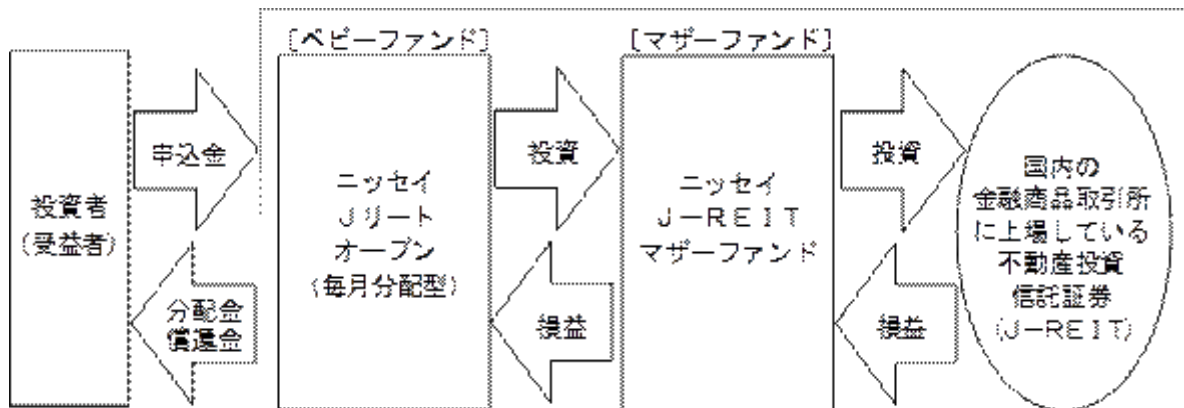 [ベビーファンド]
[マザーファンド]
投資者
(受益者)
申込金
分配金
償還金
ニッセイ
Jリート
オープン
(毎月分配型)
投資
損益
ニッセイ
J-REIT
マザーファンド
投資
損益
国内の
金融商品取引所
に上場している
不動産投資
信託証券
(J-REIT)